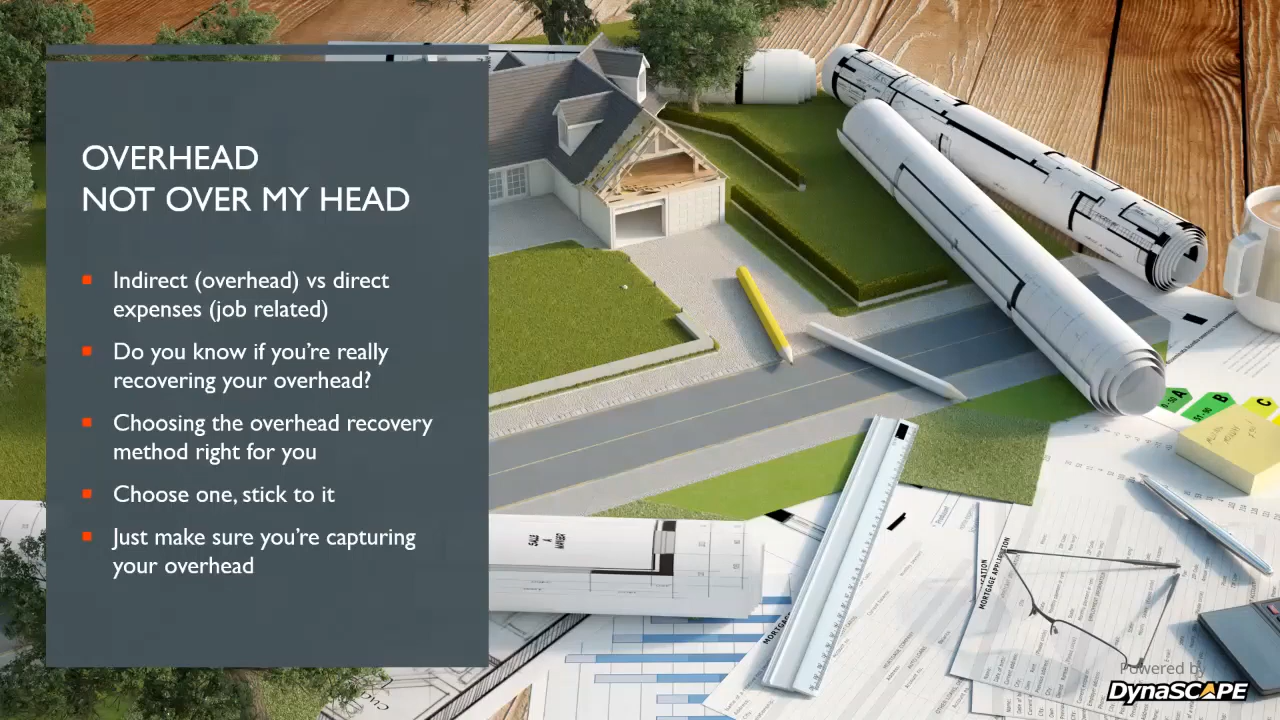 OVERHEAD
NOT OVER MY HEAD
Indirect (overhead) vs direct
expenses (job related)
Do you know if you're really
recovering your overhead?
Choosing the overhead recovery
method right for you
Choose one, stick to it
Just make sure you're capturing
your overhead
A
B
C
MORTGAGE APPLICATION
Powered by
DynaSCAPE